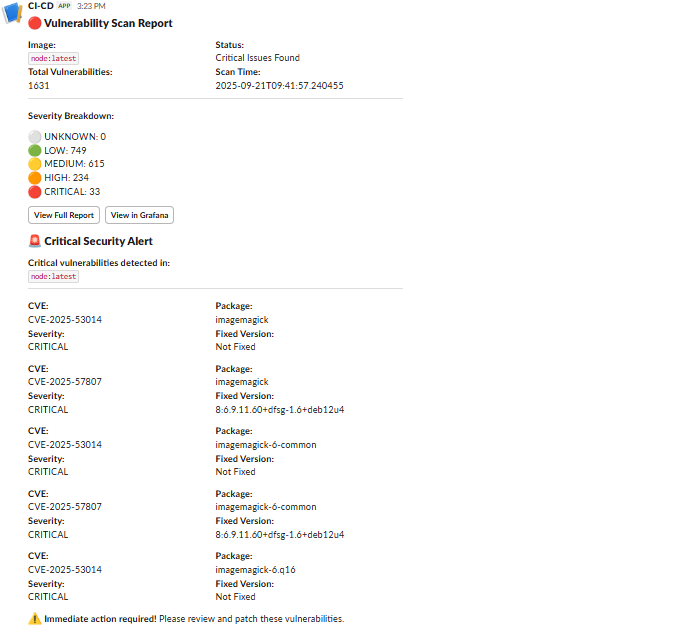 CI-CD APP 3:23 PM
Vulnerability Scan Report
Image: Status:
node:latest Critical Issues Found
Total Vulnerabilities: Scan Time:
1631 2025-09-21T09:41:57.240455
Severity Breakdown:
UNKNOWN: 0
LOW: 749
MEDIUM: 615
HIGH: 234
CRITICAL: 33
View Full Report View in Grafana
Critical Security Alert
Critical vulnerabilities detected in:
node:latest
CVE: Package:
CVE-2025-53014 imagemagick
Severity: Fixed Version:
CRITICAL Not Fixed
CVE: Package:
CVE-2025-57807 imagemagick
Severity: Fixed Version:
CRITICAL 8:6.9.11.60+dfsg-1.6+deb12u4
CVE: Package:
CVE-2025-53014 imagemagick-6-common
Severity: Fixed Version:
CRITICAL Not Fixed
CVE: Package:
CVE-2025-57807 imagemagick-6-common
Severity: Fixed Version:
CRITICAL 8:6.9.11.60+dfsg-1.6+deb12u4
CVE: Package:
CVE-2025-53014 imagemagick-6.q16
Severity: Fixed Version:
CRITICAL Not Fixed
Immediate action required! Please review and patch these vulnerabilities.